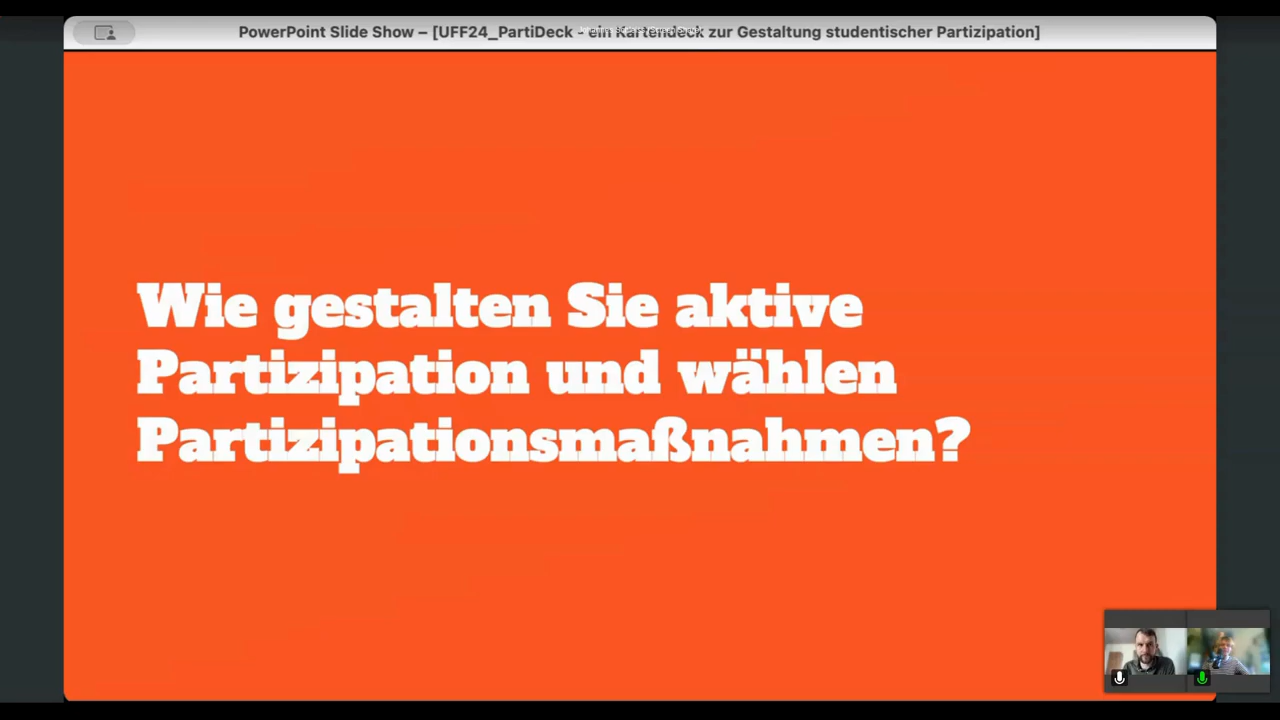 PowerPoint Slide Show – [UFF24_PartiDeck - ein Kartendeck zur Gestaltung studentischer Partizipation]
Wie gestalten Sie aktive
Partizipation und wählen
Partizipationsmaßnahmen?